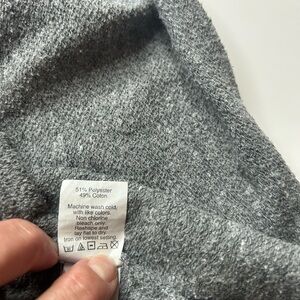 51% Polyester
49% Coton
Machine wash cold,
with like colors.
Non chlorine
bleach only.
Reshape and
lay flat to dry.
Iron on lowest setting.